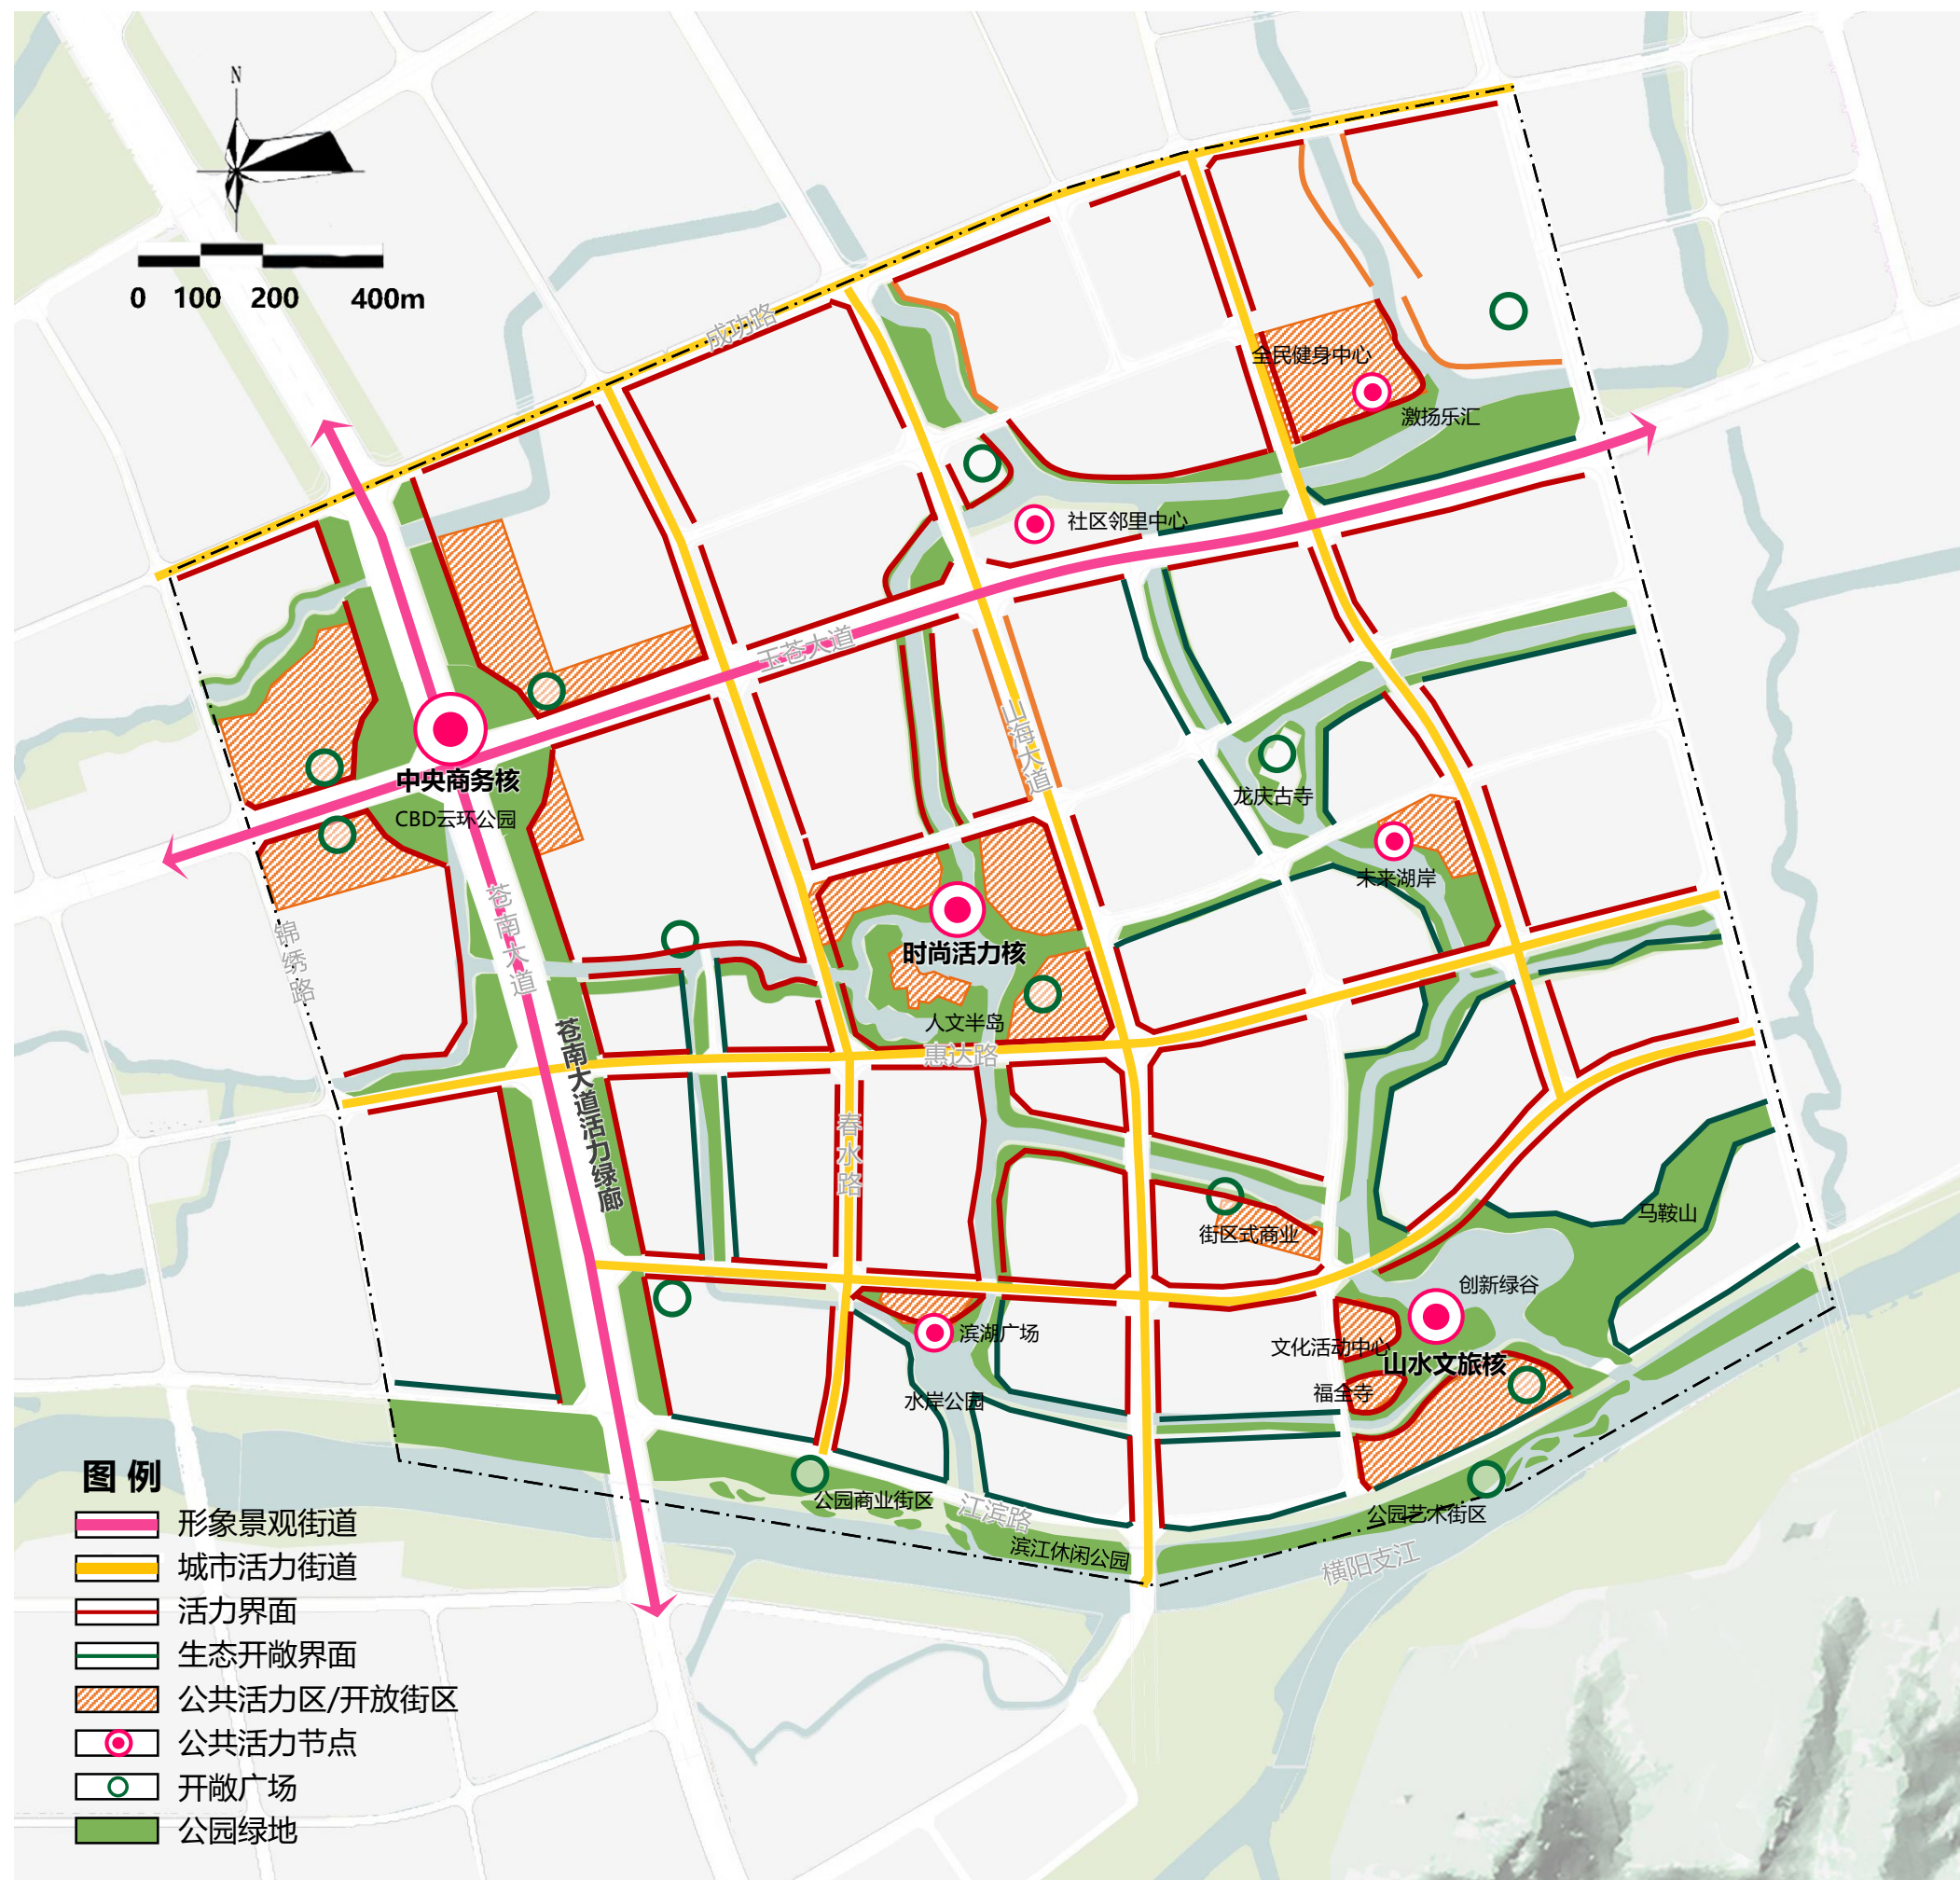 N
0 100 200 400m
成功路
全民健身中心
激扬乐汇
社区邻里中心
玉苍大道
山海大道
中央商务核
CBD云环公园
龙庆古寺
未来湖岸
苍南大道
锦绣路
时尚活力核
人文半岛
惠达路
苍南大道活力绿廊
春水路
街区式商业
马鞍山
创新绿谷
滨湖广场
文化活动中心
山水文旅核
福全寺
水岸公园
公园商业街区
江滨路
滨江休闲公园
公园艺术街区
横阳支江
图 例
形象景观街道
城市活力街道
活力界面
生态开敞界面
公共活力区/开放街区
公共活力节点
开敞广场
公园绿地